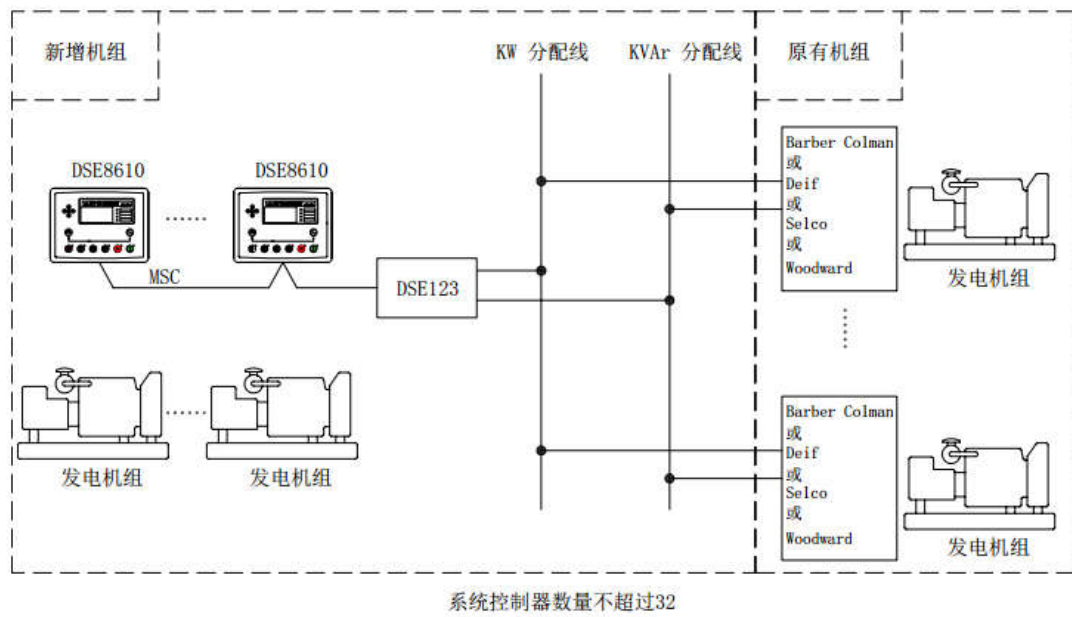 新增机组
KW 分配线
KVAr 分配线
原有机组
DSE8610
DSE8610
MSC
DSE123
Barber Colman
或
Deif
或
Selco
或
Woodward
发电机组
发电机组
发电机组
Barber Colman
或
Deif
或
Selco
或
Woodward
发电机组
系统控制器数量不超过32